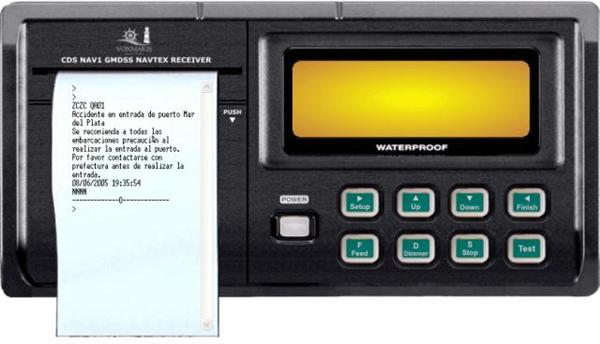 VOXMARIS
CDS NAV1 GMDSS NAVTEX RECEIVER
>
>
ZCZC QA01
Accidente en entrada de puerto Mar
del Plata
Se recomienda a todas las
embarcaciones precaución al
realizar la entrada al puerto.
Por favor contactarse con
prefectura antes de realizar la
entrada.
08/06/2005 19:35:54
NNNN
-------------O-------------
>
PUSH
WATERPROOF
POWER
Setup
Up
Down
Finish
F
Feed
D
Dimmer
S
Stop
Test